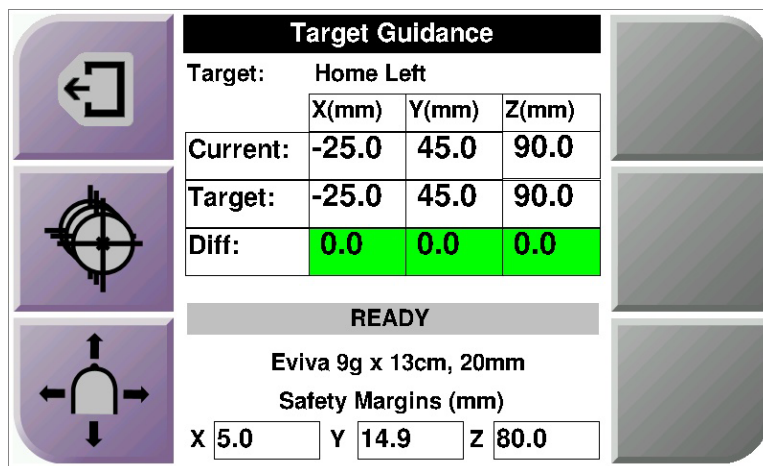 Target Guidance
Target: Home Left
X(mm) Y(mm) Z(mm)
Current: -25.0 45.0 90.0
Target: -25.0 45.0 90.0
Diff: 0.0 0.0 0.0
READY
Eviva 9g x 13cm, 20mm
Safety Margins (mm)
X 5.0 Y 14.9 Z 80.0